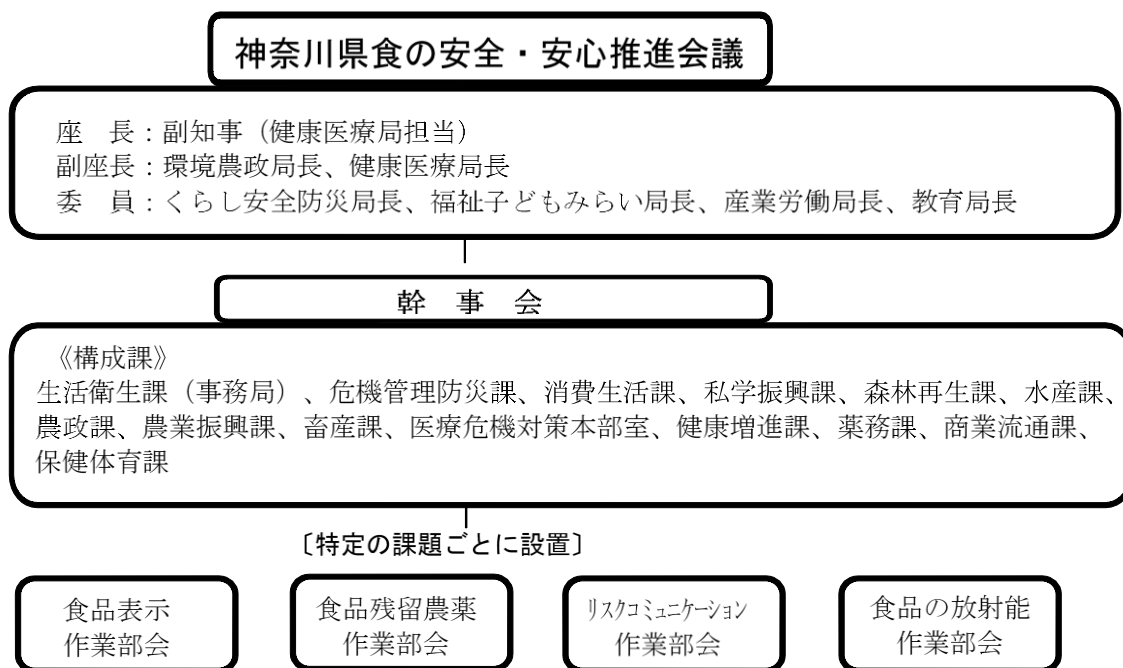 神奈川県食の安全・安心推進会議
座　長：副知事（健康医療局担当）
副座長：環境農政局長、健康医療局長
委　員：くらし安全防災局長、福祉子どもみらい局長、産業労働局長、教育局長
幹　事　会
《構成課》
生活衛生課（事務局）、危機管理防災課、消費生活課、私学振興課、森林再生課、水産課、
農政課、農業振興課、畜産課、医療危機対策本部室、健康増進課、薬務課、商業流通課、
保健体育課
〔特定の課題ごとに設置〕
食品表示
作業部会
食品残留農薬
作業部会
リスクコミュニケーション
作業部会
食品の放射能
作業部会